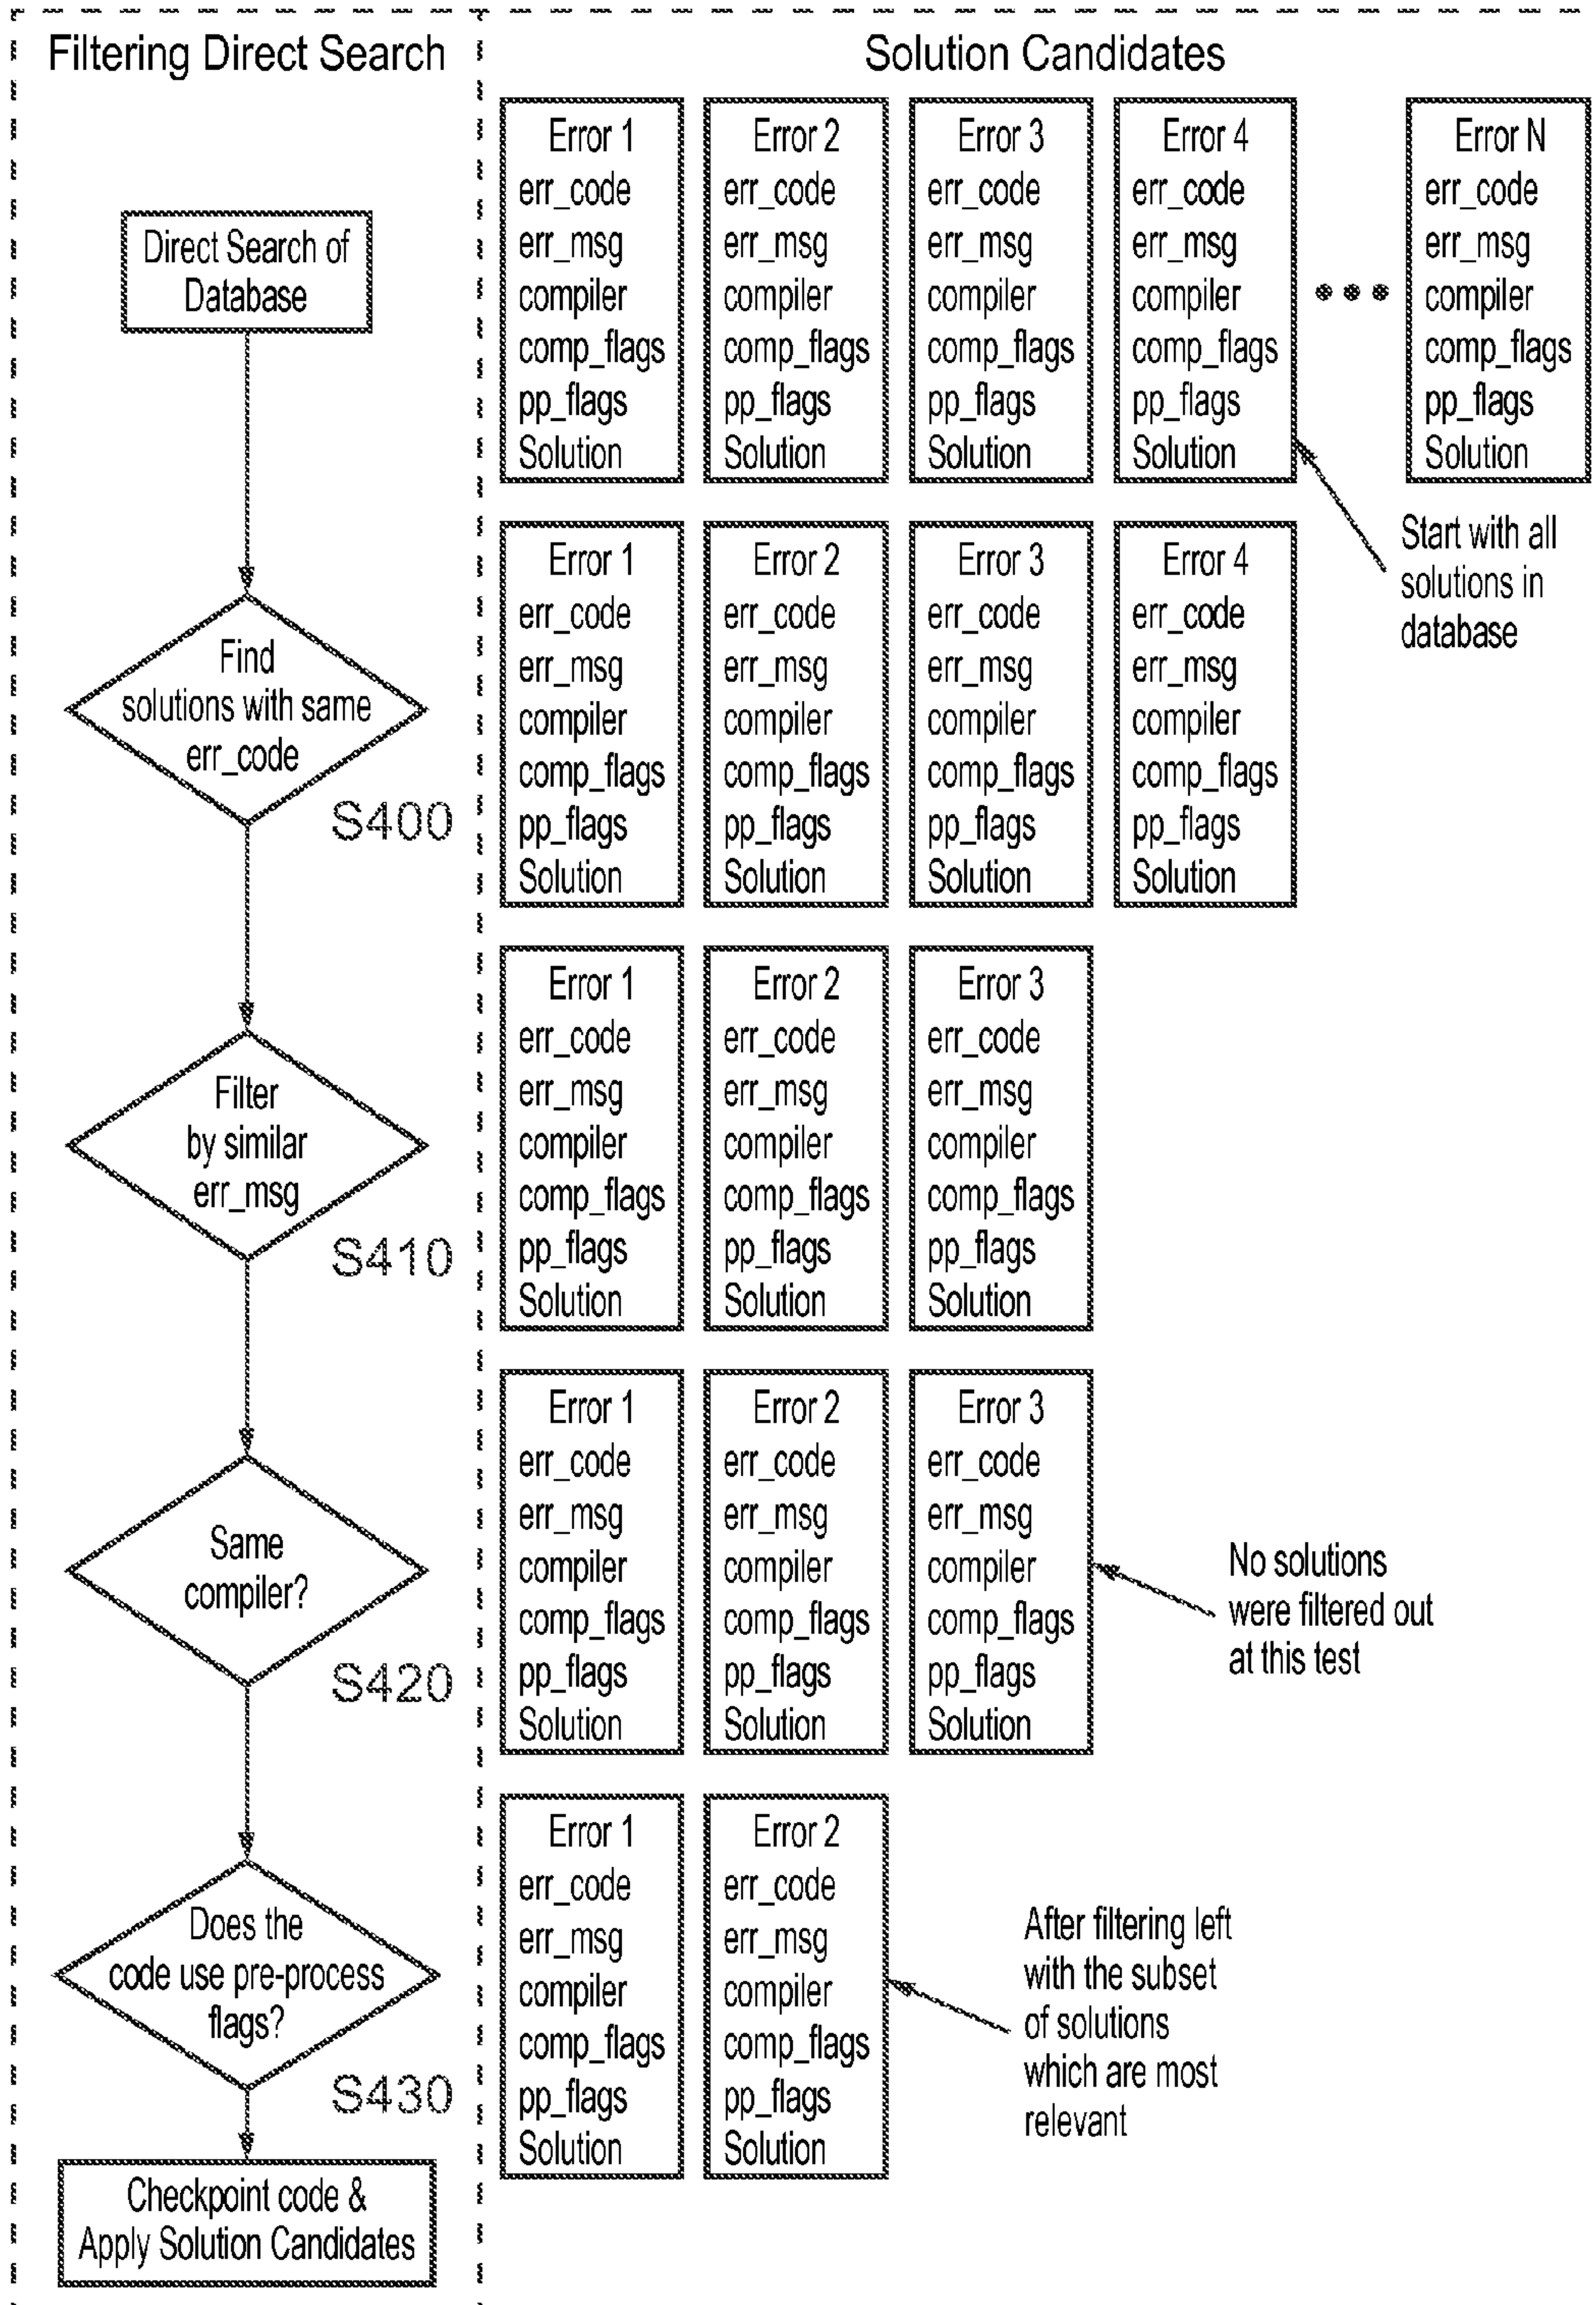 Filtering Direct Search
Direct Search of
Database
Find
solutions with same
err_code
S400
Filter
by similar
err_msg
S410
Same
compiler?
S420
Does the
code use pre-process
flags?
S430
Checkpoint code &
Apply Solution Candidates
Solution Candidates
Error 1
err_code
err_msg
compiler
comp_flags
pp_flags
Solution
Error 2
err_code
err_msg
compiler
comp_flags
pp_flags
Solution
Error 3
err_code
err_msg
compiler
comp_flags
pp_flags
Solution
Error 4
err_code
err_msg
compiler
comp_flags
pp_flags
Solution
Error N
err_code
err_msg
compiler
comp_flags
pp_flags
Solution
Start with all
solutions in
database
Error 1
err_code
err_msg
compiler
comp_flags
pp_flags
Solution
Error 2
err_code
err_msg
compiler
comp_flags
pp_flags
Solution
Error 3
err_code
err_msg
compiler
comp_flags
pp_flags
Solution
Error 4
err_code
err_msg
compiler
comp_flags
pp_flags
Solution
Error 1
err_code
err_msg
compiler
comp_flags
pp_flags
Solution
Error 2
err_code
err_msg
compiler
comp_flags
pp_flags
Solution
Error 3
err_code
err_msg
compiler
comp_flags
pp_flags
Solution
Error 1
err_code
err_msg
compiler
comp_flags
pp_flags
Solution
Error 2
err_code
err_msg
compiler
comp_flags
pp_flags
Solution
Error 3
err_code
err_msg
compiler
comp_flags
pp_flags
Solution
No solutions
were filtered out
at this test
Error 1
err_code
err_msg
compiler
comp_flags
pp_flags
Solution
Error 2
err_code
err_msg
compiler
comp_flags
pp_flags
Solution
After filtering left
with the subset
of solutions
which are most
relevant